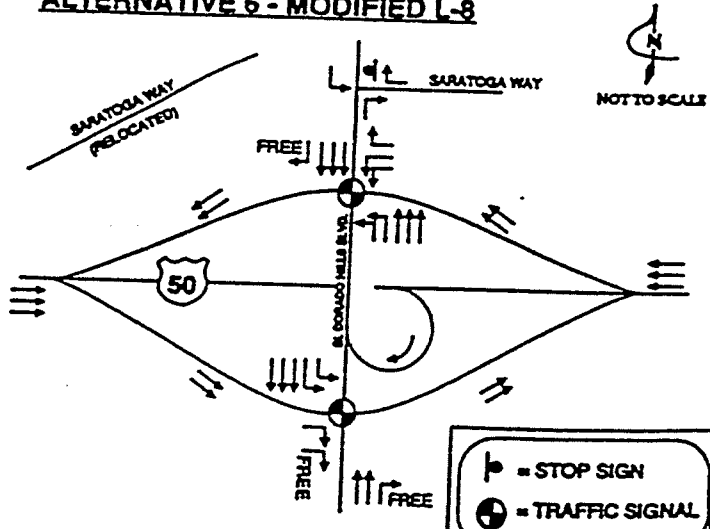 ALTERNATIVE 6 - MODIFIED L-8
N
NOT TO SCALE
SARATOGA WAY
SARATOGA WAY
(RELOCATED)
FREE
EL DORADO HILLS BLVD.
50
FREE
FREE
= STOP SIGN
= TRAFFIC SIGNAL